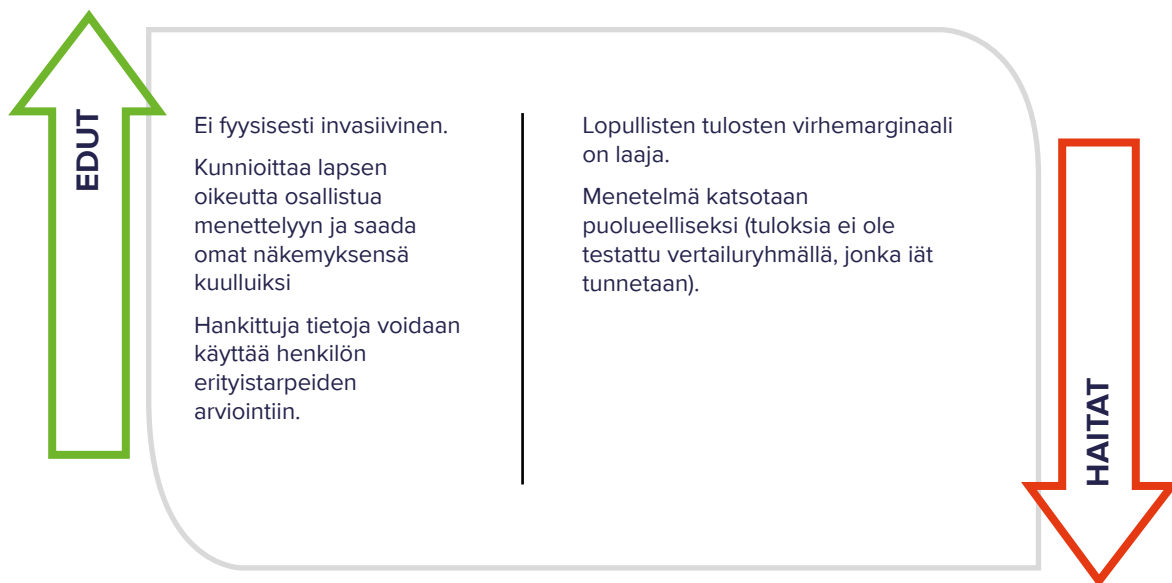 EDUT
Ei fyysisesti invasiivinen.
Kunnioittaa lapsen
oikeutta osallistua
menettelyyn ja saada
omat näkemyksensä
kuulluiksi
Hankittuja tietoja voidaan
käyttää henkilön
erityistarpeiden
arviointiin.
Lopullisten tulosten virhemarginaali
on laaja.
Menetelmä katsotaan
puolueelliseksi (tuloksia ei ole
testattu vertailuryhmällä, jonka iät
tunnetaan).
HAITAT